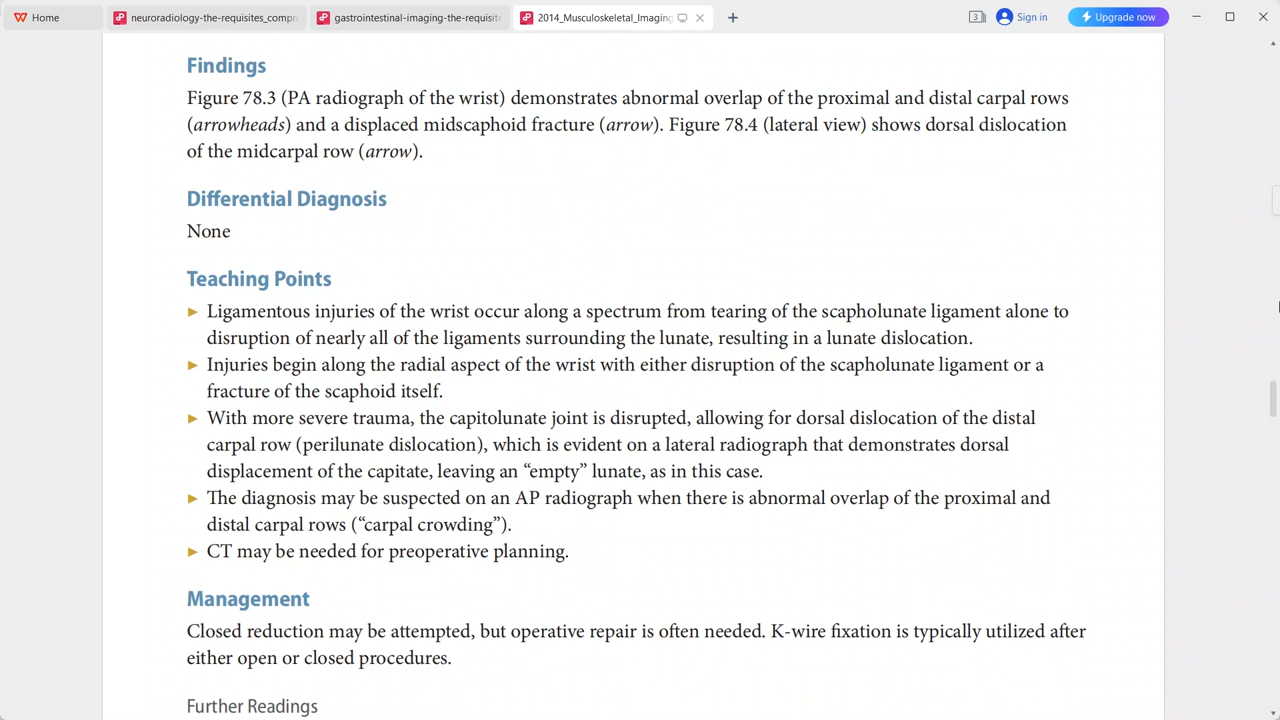 Home
neuroradiology-the-requisites_compr
gastrointestinal-imaging-the-requisite
2014_Musculoskeletal_Imaging
3
Sign in
Upgrade now
Findings
Figure 78.3 (PA radiograph of the wrist) demonstrates abnormal overlap of the proximal and distal carpal rows
(arrowheads) and a displaced midscaphoid fracture (arrow). Figure 78.4 (lateral view) shows dorsal dislocation
of the midcarpal row (arrow).
Differential Diagnosis
None
Teaching Points
► Ligamentous injuries of the wrist occur along a spectrum from tearing of the scapholunate ligament alone to
disruption of nearly all of the ligaments surrounding the lunate, resulting in a lunate dislocation.
► Injuries begin along the radial aspect of the wrist with either disruption of the scapholunate ligament or a
fracture of the scaphoid itself.
► With more severe trauma, the capitolunate joint is disrupted, allowing for dorsal dislocation of the distal
carpal row (perilunate dislocation), which is evident on a lateral radiograph that demonstrates dorsal
displacement of the capitate, leaving an “empty” lunate, as in this case.
► The diagnosis may be suspected on an AP radiograph when there is abnormal overlap of the proximal and
distal carpal rows (“carpal crowding”).
► CT may be needed for preoperative planning.
Management
Closed reduction may be attempted, but operative repair is often needed. K-wire fixation is typically utilized after
either open or closed procedures.
Further Readings